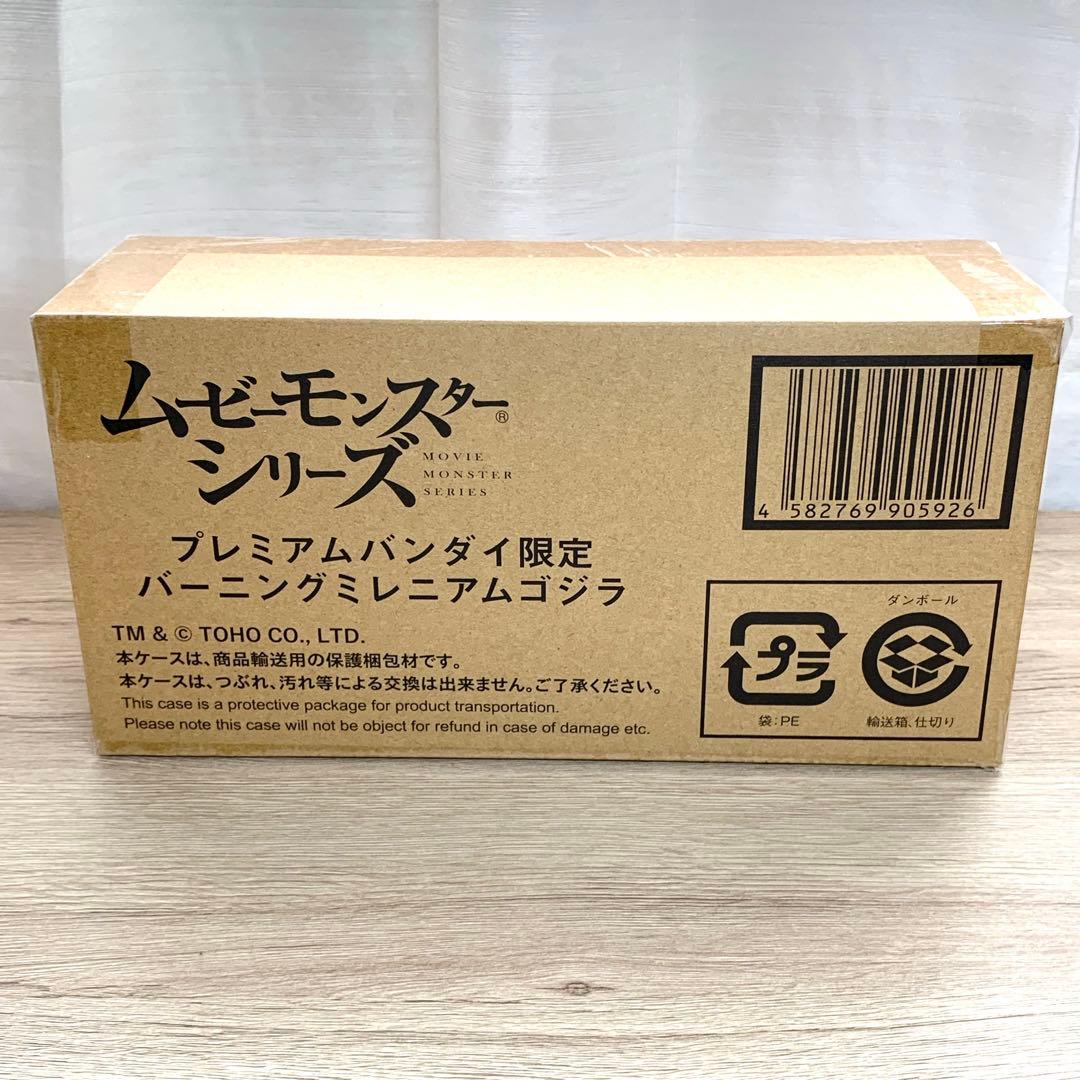 ムービーモンスター®
シリーズ
MOVIE
MONSTER
SERIES
プレミアムバンダイ限定
バーニングミレニアムゴジラ
TM & © TOHO CO., LTD.
本ケースは、商品輸送用の保護梱包材です。
本ケースは、つぶれ、汚れ等による交換は出来ません。ご了承ください。
This case is a protective package for product transportation.
Please note this case will not be object for refund in case of damage etc.
4 582769 905926
ダンボール
プラ
袋:PE
輸送箱、仕切り